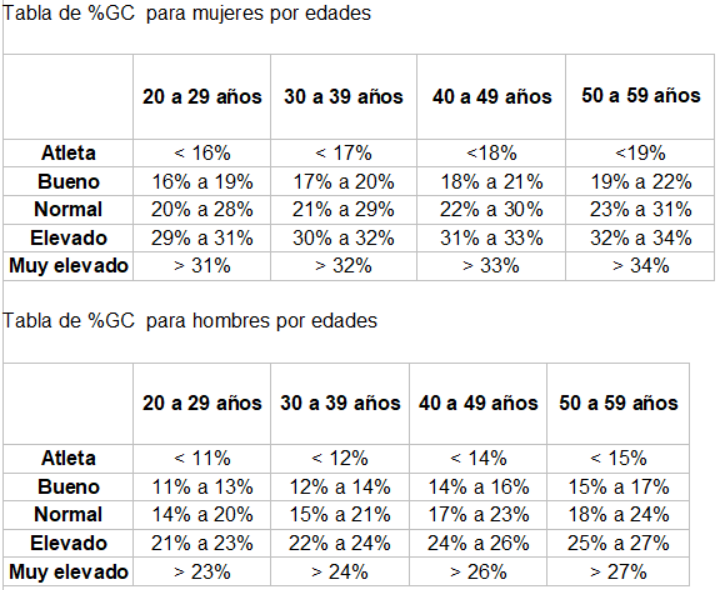 Tabla de %GC para mujeres por edades
20 a 29 años 30 a 39 años 40 a 49 años 50 a 59 años
Atleta < 16% < 17% <18% <19%
Bueno 16% a 19% 17% a 20% 18% a 21% 19% a 22%
Normal 20% a 28% 21% a 29% 22% a 30% 23% a 31%
Elevado 29% a 31% 30% a 32% 31% a 33% 32% a 34%
Muy elevado > 31% > 32% > 33% > 34%
Tabla de %GC para hombres por edades
20 a 29 años 30 a 39 años 40 a 49 años 50 a 59 años
Atleta < 11% < 12% < 14% < 15%
Bueno 11% a 13% 12% a 14% 14% a 16% 15% a 17%
Normal 14% a 20% 15% a 21% 17% a 23% 18% a 24%
Elevado 21% a 23% 22% a 24% 24% a 26% 25% a 27%
Muy elevado > 23% > 24% > 26% > 27%